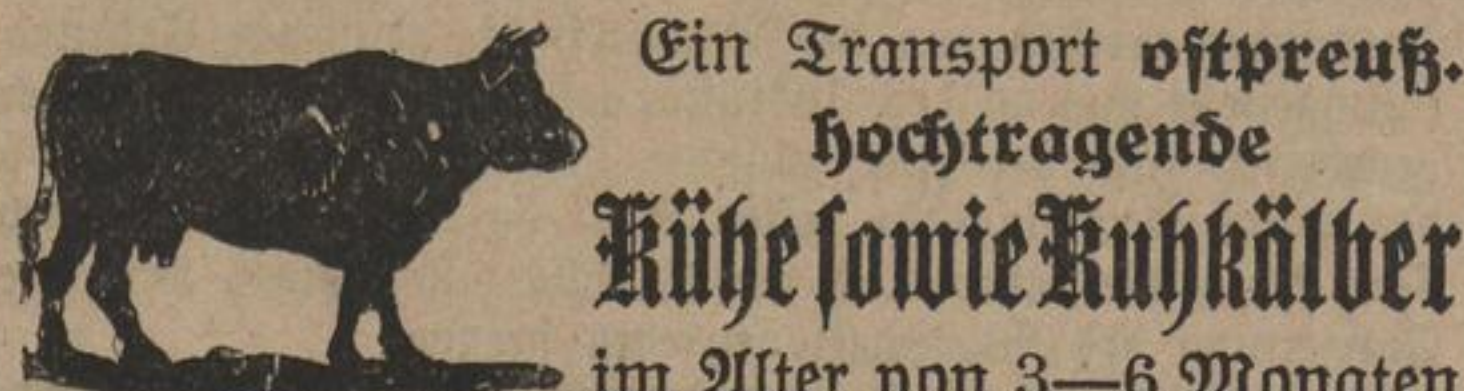 Ein Transport ostpreuß.
hochtragende
Kühe sowie Kuhkälber
im Alter von 3—6 Monaten